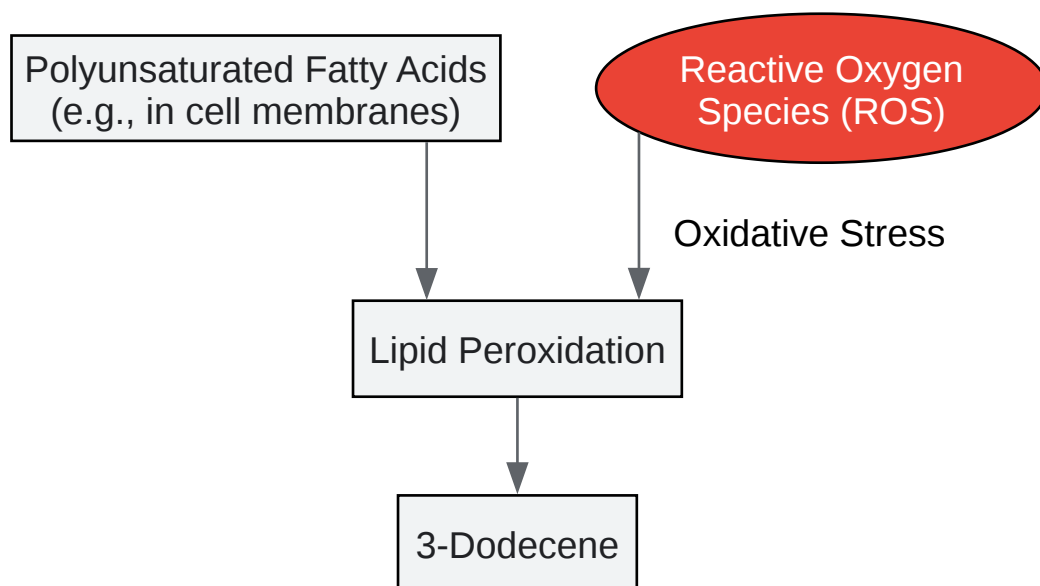 Polyunsaturated Fatty Acids
(e.g., in cell membranes)
Reactive Oxygen
Species (ROS)
Oxidative Stress
Lipid Peroxidation
3-Dodecene